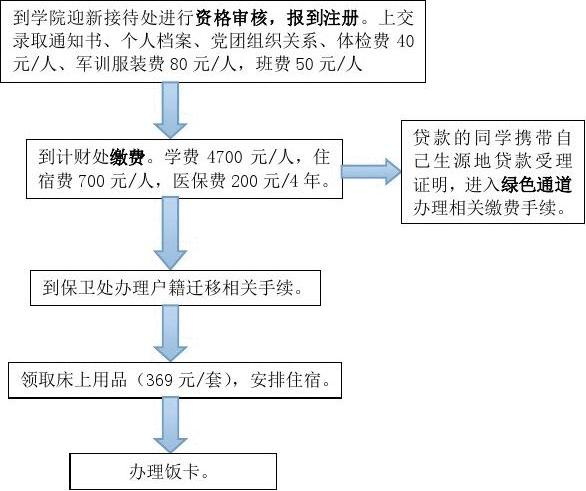 到学院迎新接待处进行资格审核，报到注册。上交
录取通知书、个人档案、党团组织关系、体检费 40
元/人、军训服装费 80 元/人，班费 50 元/人
到计财处缴费。学费 4700 元/人，住
宿费 700 元/人，医保费 200 元/4 年。
贷款的同学携带自
己生源地贷款受理
证明，进入绿色通道
办理相关缴费手续。
到保卫处办理户籍迁移相关手续。
领取床上用品（369 元/套），安排住宿。
办理饭卡。